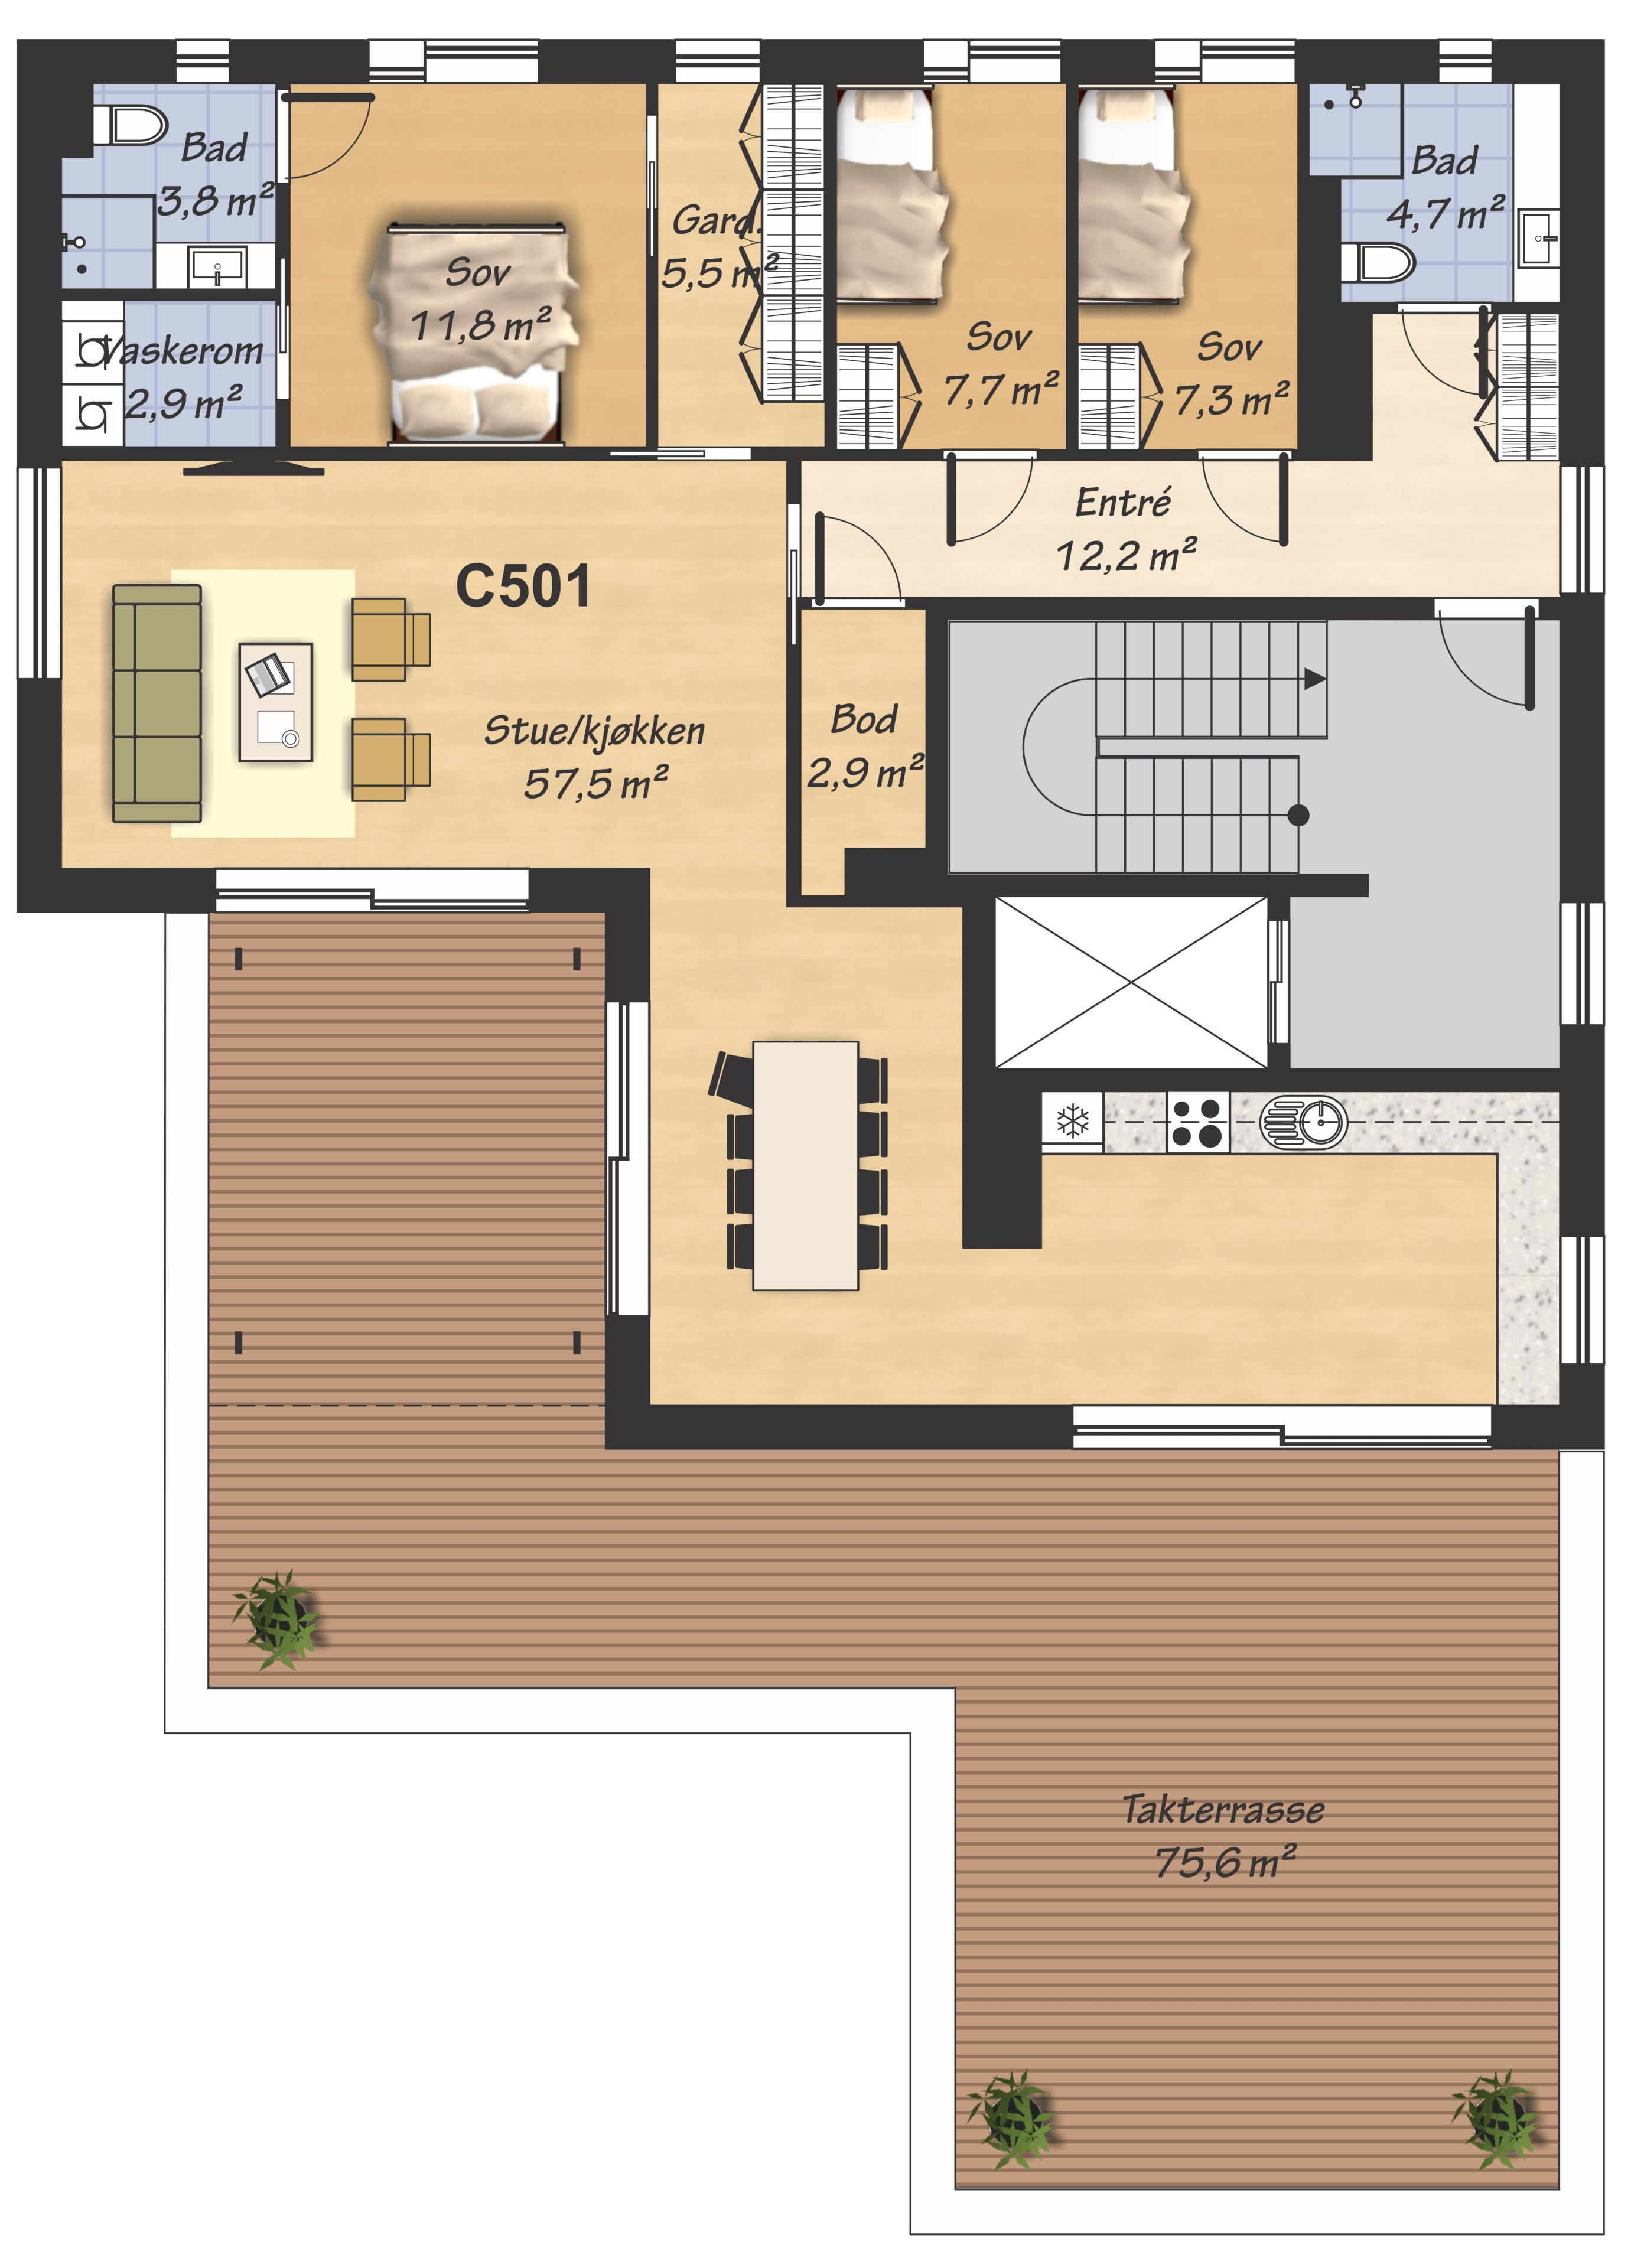 Bad
3,8 m²
Vaskerom
2,9 m²
Sov
11,8 m²
Gard.
5,5 m²
Sov
7,7 m²
Sov
7,3 m²
Bad
4,7 m²
Entré
12,2 m²
C501
Stue/kjøkken
57,5 m²
Bod
2,9 m²
Takterrasse
75,6 m²